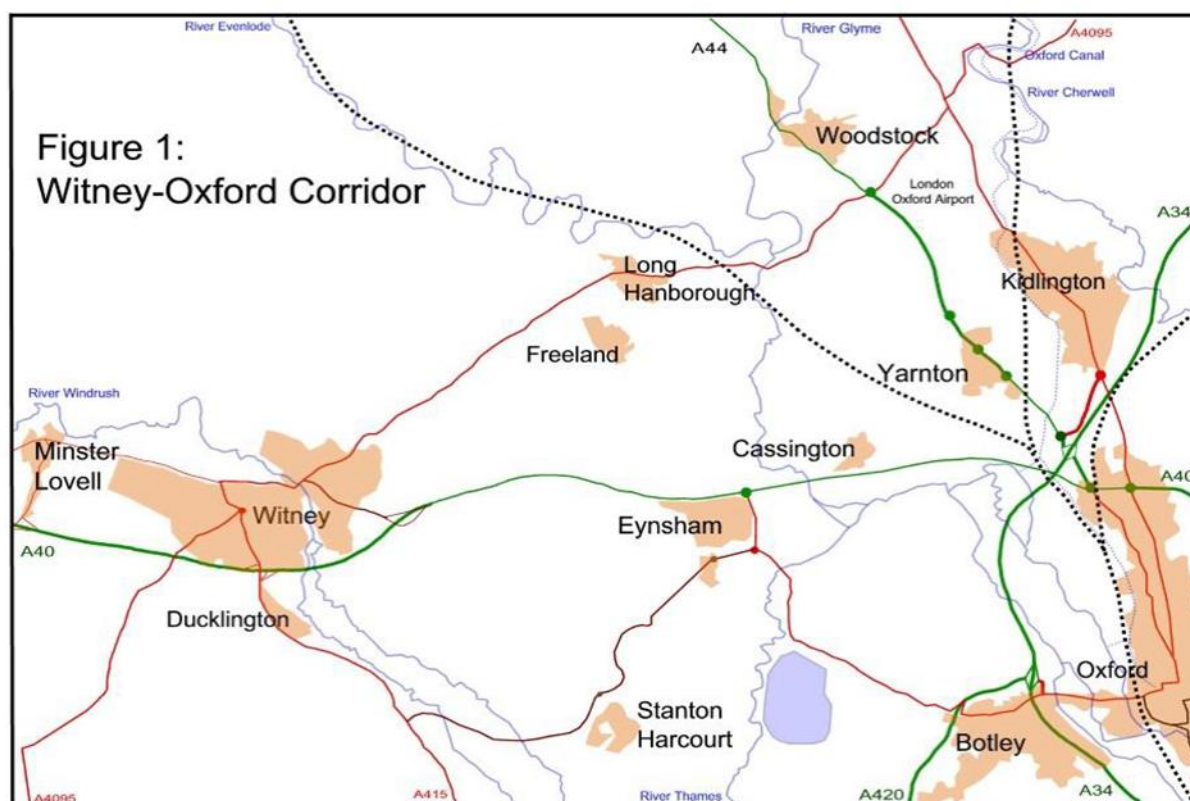 River Evenlode
River Glyme
A4095
A44
Oxford Canal
River Cherwell
Figure 1:
Witney-Oxford Corridor
Woodstock
London
Oxford Airport
A34
Long
Hanborough
Kidlington
Freeland
Yarnton
River Windrush
Minster
Lovell
Cassington
Witney
Eynsham
A40
A40
Ducklington
Oxford
Stanton
Harcourt
Botley
A4095
A415
River Thames
A420
A34